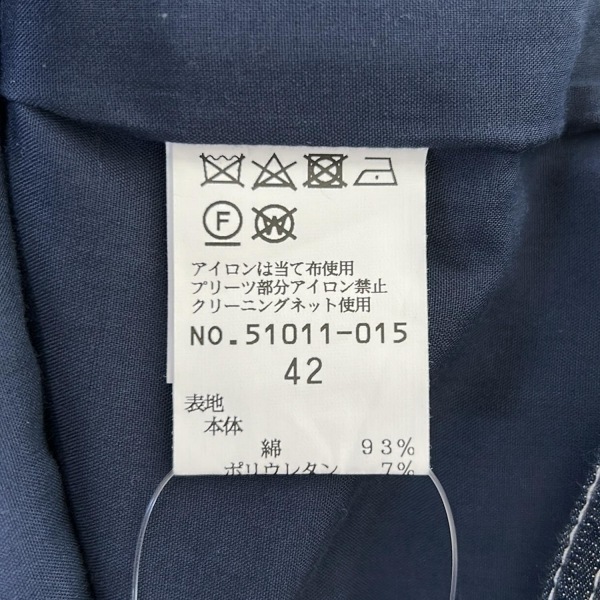 F W
アイロンは当て布使用
プリーツ部分アイロン禁止
クリーニングネット使用
NO.51011-015
42
表地
本体
綿 93%
ポリウレタン 7%